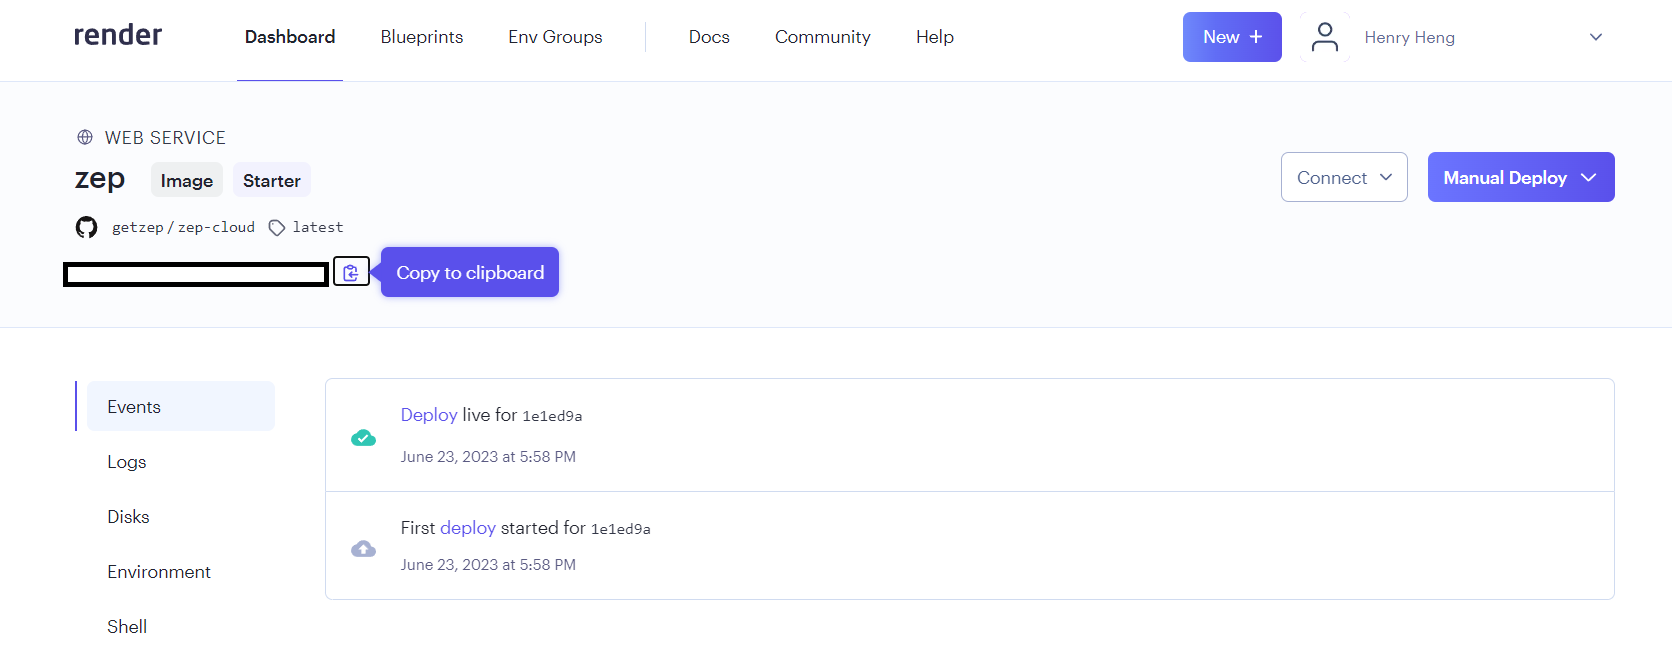 render Dashboard Blueprints Env Groups Docs Community Help New + Henry Heng
WEB SERVICE
zep Image Starter
Connect Manual Deploy
getzep / zep-cloud latest
Copy to clipboard
Events
Logs
Disks
Environment
Shell
Deploy live for 1e1ed9a
June 23, 2023 at 5:58 PM
First deploy started for 1e1ed9a
June 23, 2023 at 5:58 PM